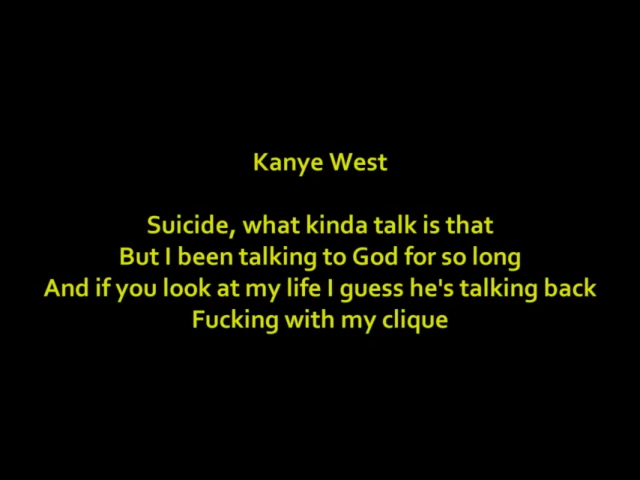 Kanye West
Suicide, what kinda talk is that
But I been talking to God for so long
And if you look at my life I guess he's talking back
Fucking with my clique